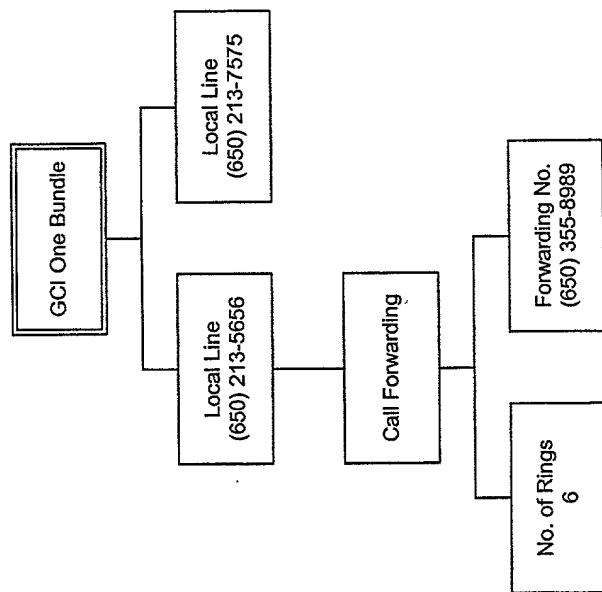 GCI One Bundle
Local Line
(650) 213-5656
Local Line
(650) 213-7575
Call Forwarding
No. of Rings
6
Forwarding No.
(650) 355-8989